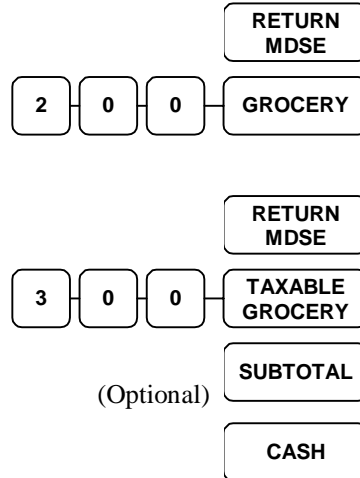 RETURN
MDSE
2 0 0 GROCERY
RETURN
MDSE
3 0 0 TAXABLE
GROCERY
(Optional) SUBTOTAL
CASH